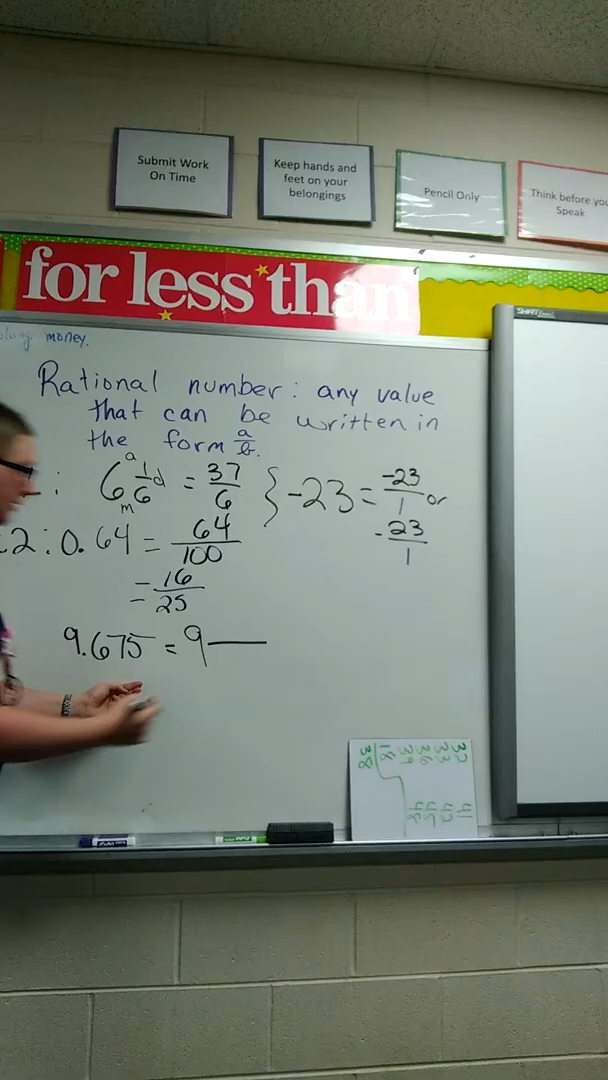 Submit Work
On Time
Keep hands and
feet on your
belongings
Pencil Only
Think before you
Speak
for less than
SMART
money.
Rational number: any value
that can be written in
the form a/b.
: 6 1/6 = 37/6 { -23 = -23/1 or
a
d
m
- 23/1
2: 0.64 = 64/100
= 16/25
9.675 = 9